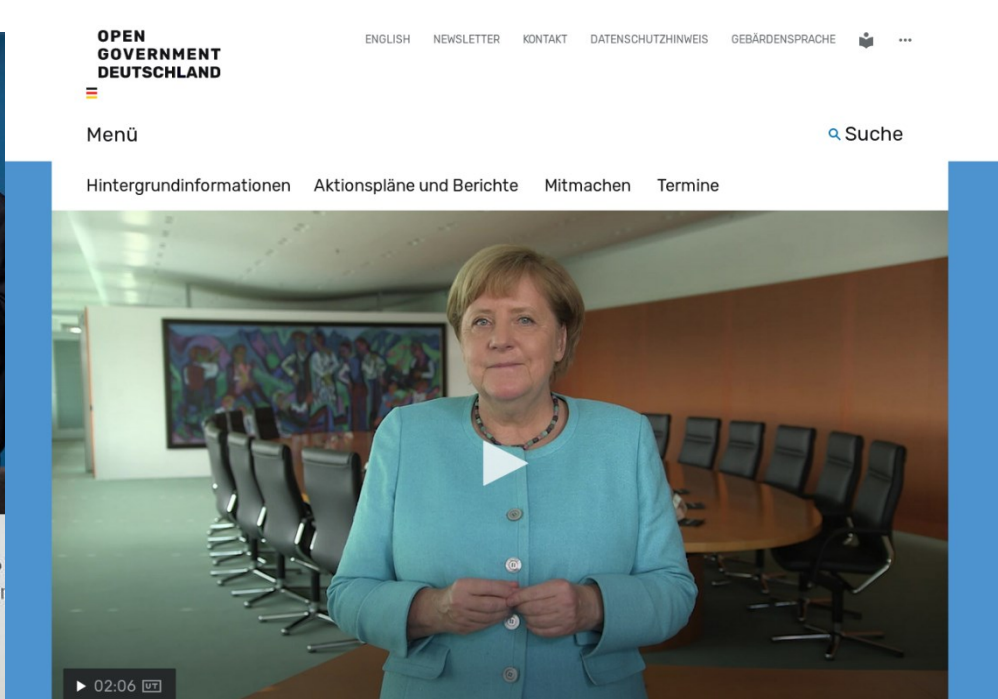 OPEN
GOVERNMENT
DEUTSCHLAND
ENGLISH NEWSLETTER KONTAKT DATENSCHUTZHINWEIS GEBÄRDENSPRACHE
Menü
Suche
Hintergrundinformationen Aktionspläne und Berichte Mitmachen Termine
02:06 UT